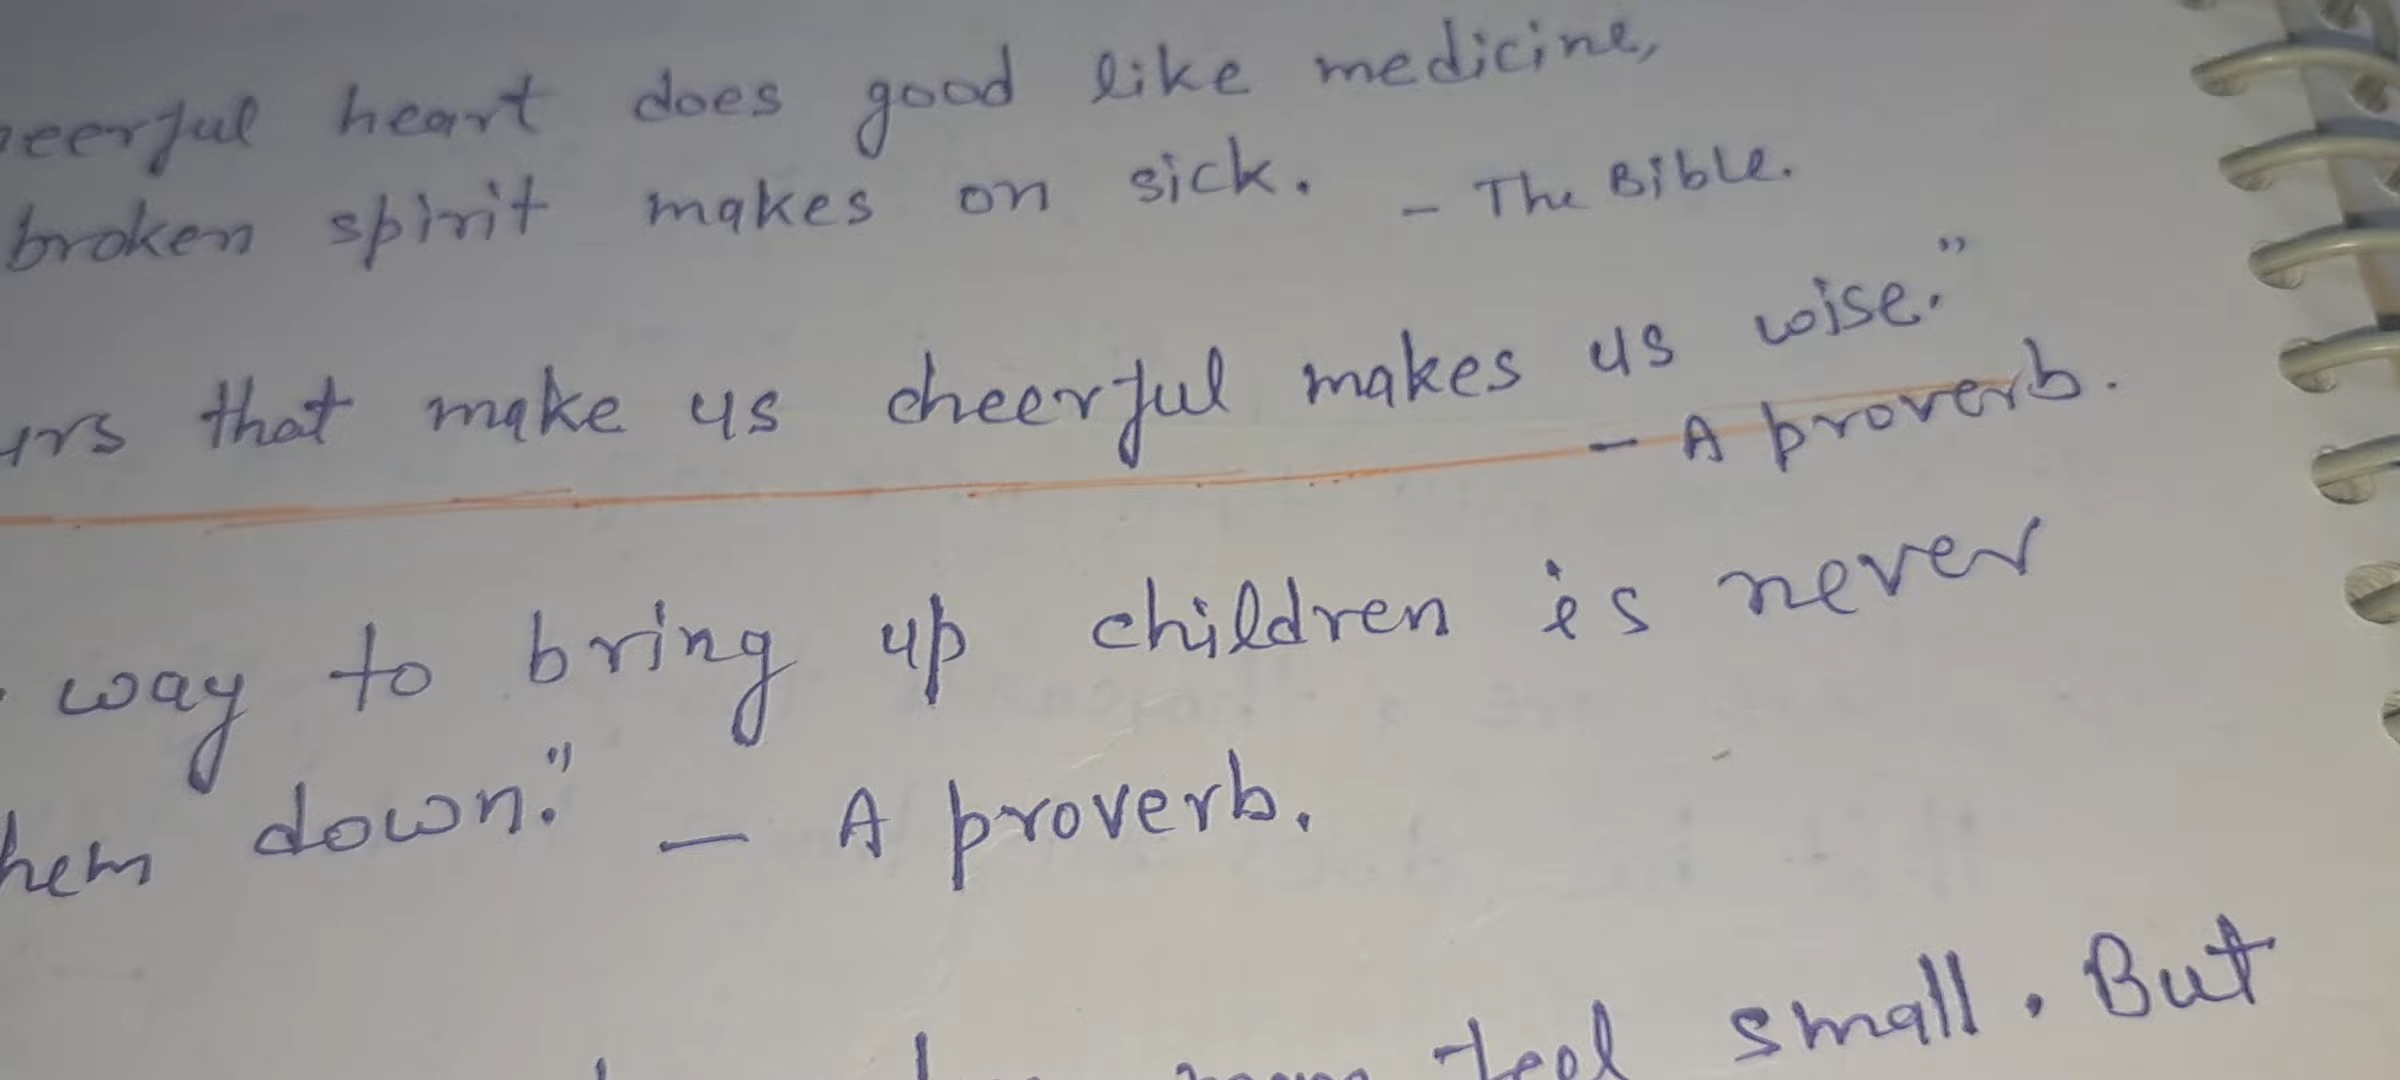 heart does good like medicine,
broken spirit makes on sick. - The Bible.
that make us cheerful makes us wise."
- A proverb.
way to bring up children is never
down." - A proverb.
feel small. But